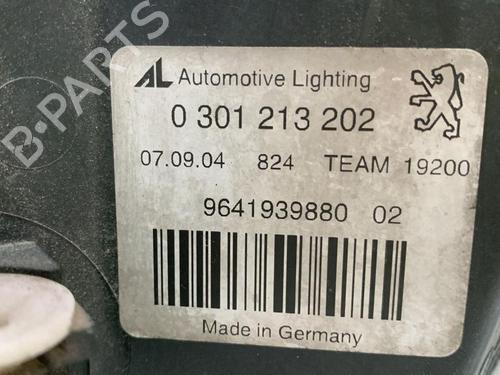 AL Automotive Lighting
0 301 213 202
07.09.04 824 TEAM 19200
9641939880 02
Made in Germany
B-PARTS